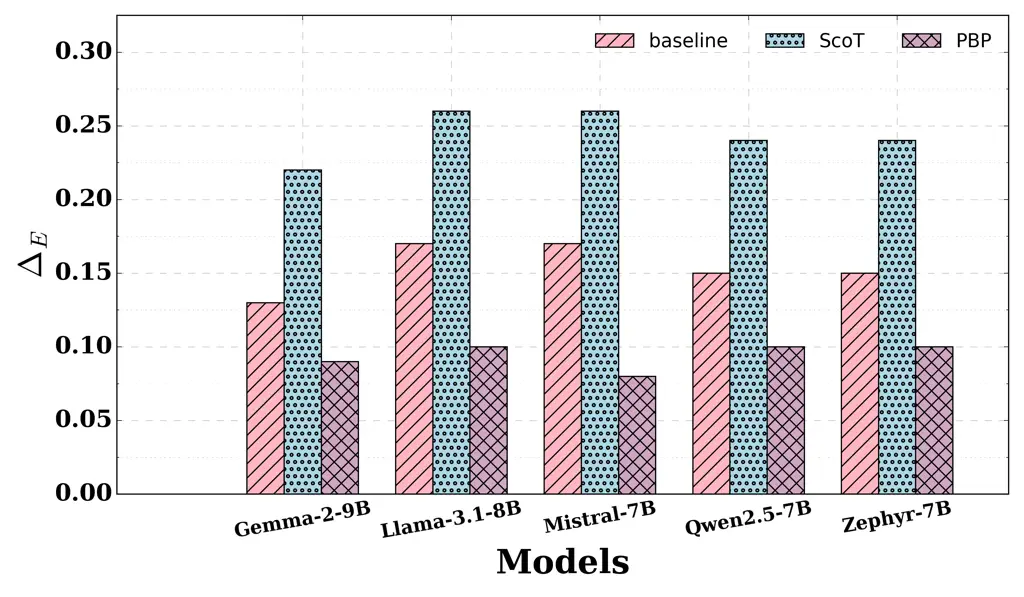 baseline ScoT PBP
0.30
0.25
0.20
0.15
0.10
0.05
0.00
Δ_E
Gemma-2-9B Llama-3.1-8B Mistral-7B Qwen2.5-7B Zephyr-7B
Models